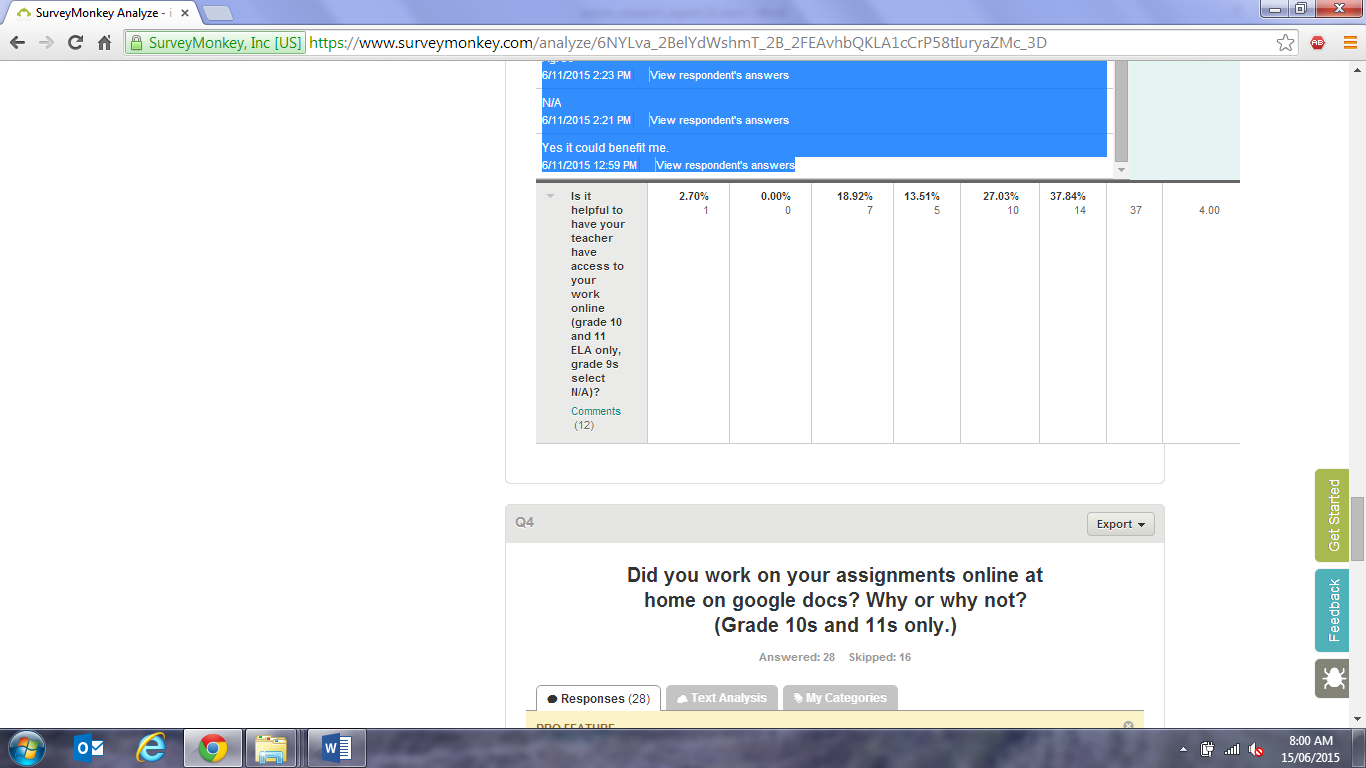 SurveyMonkey Analyze - i
SurveyMonkey, Inc [US] https://www.surveymonkey.com/analyze/6NYLva_2BelYdWshmT_2B_2FEAvhbQKLA1cCrP58tIuryaZMc_3D
Agree
6/11/2015 2:23 PM View respondent's answers
N/A
6/11/2015 2:21 PM View respondent's answers
Yes it could benefit me.
6/11/2015 12:59 PM View respondent's answers
Is it 2.70% 0.00% 18.92% 13.51% 27.03% 37.84%
helpful to 1 0 7 5 10 14 37 4.00
have your
teacher
have
access to
your
work
online
(grade 10
and 11
ELA only,
grade 9s
select
N/A)?
Comments
(12)
Get Started
Q4 Export
Did you work on your assignments online at
home on google docs? Why or why not?
(Grade 10s and 11s only.)
Feedback
Answered: 28 Skipped: 16
Responses (28) Text Analysis My Categories
PRO FEATURE
8:00 AM
15/06/2015